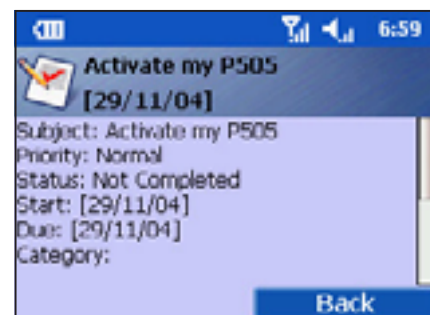 6:59
Activate my P505
[29/11/04]
Subject: Activate my P505
Priority: Normal
Status: Not Completed
Start: [29/11/04]
Due: [29/11/04]
Category:
Back